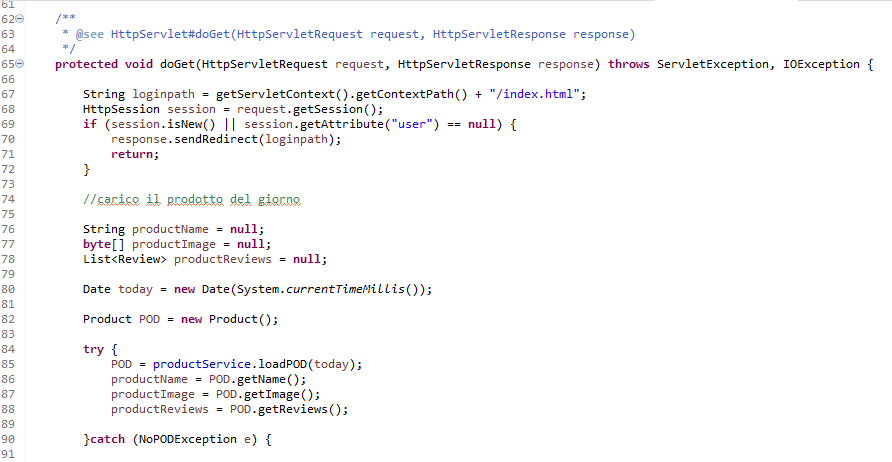 61
62 /**
63 * @see HttpServlet#doGet(HttpServletRequest request, HttpServletResponse response)
64 */
65 protected void doGet(HttpServletRequest request, HttpServletResponse response) throws ServletException, IOException {
66
67 String loginpath = getServletContext().getContextPath() + "/index.html";
68 HttpSession session = request.getSession();
69 if (session.isNew() || session.getAttribute("user") == null) {
70 response.sendRedirect(loginpath);
71 return;
72 }
73
74 //carico il prodotto del giorno
75
76 String productName = null;
77 byte[] productImage = null;
78 List<Review> productReviews = null;
79
80 Date today = new Date(System.currentTimeMillis());
81
82 Product POD = new Product();
83
84 try {
85 POD = productService.loadPOD(today);
86 productName = POD.getName();
87 productImage = POD.getImage();
88 productReviews = POD.getReviews();
89
90 }catch (NoPODException e) {
91